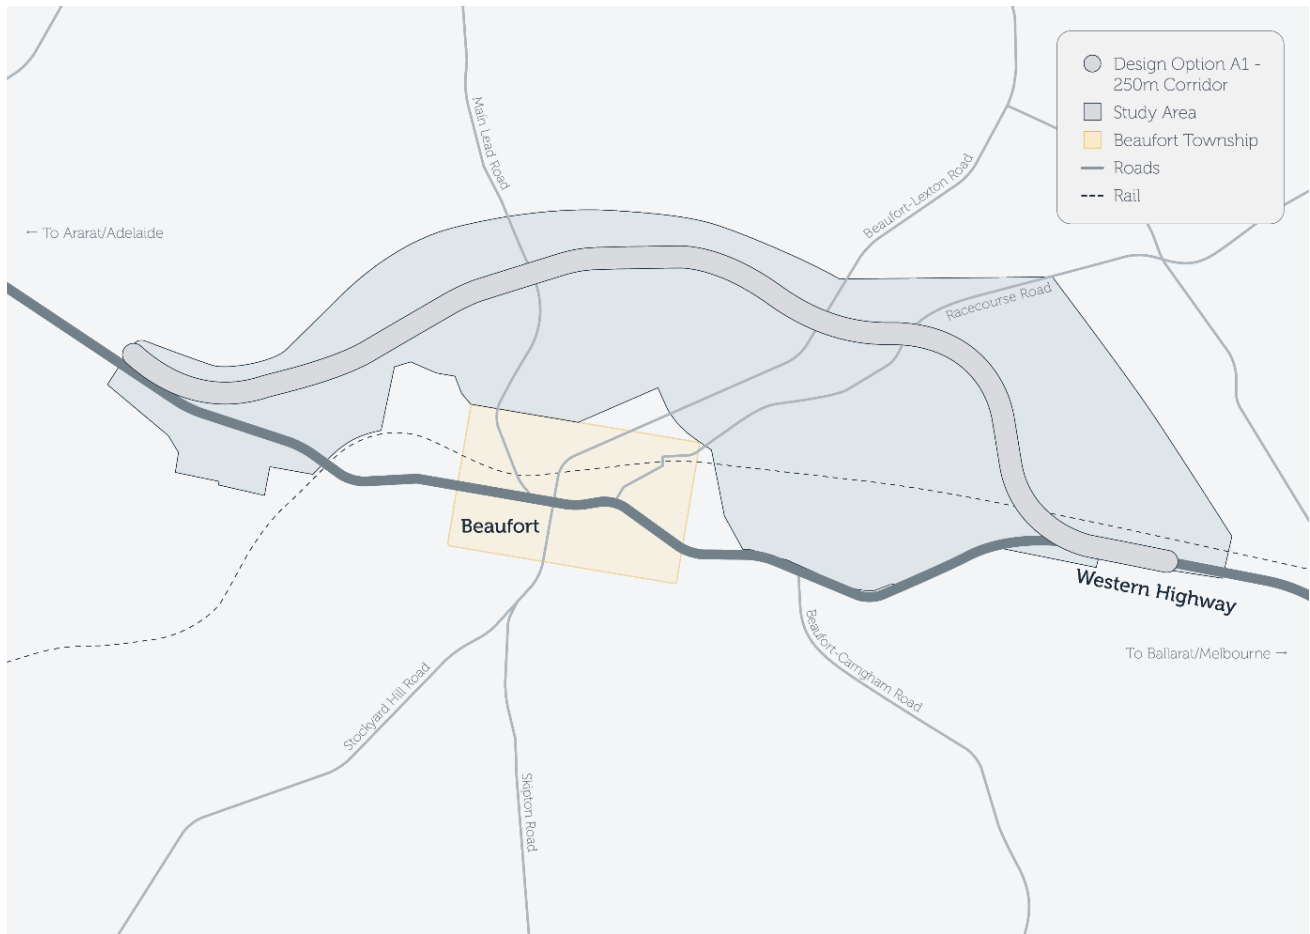 Design Option A1 -
250m Corridor
Study Area
Beaufort Township
Roads
Rail
Main Lead Road
Beaufort-Lexton Road
← To Ararat/Adelaide
Racecourse Road
Beaufort
Western Highway
To Ballarat/Melbourne →
Beaufort-Carngham Road
Stockyard Hill Road
Skipton Road